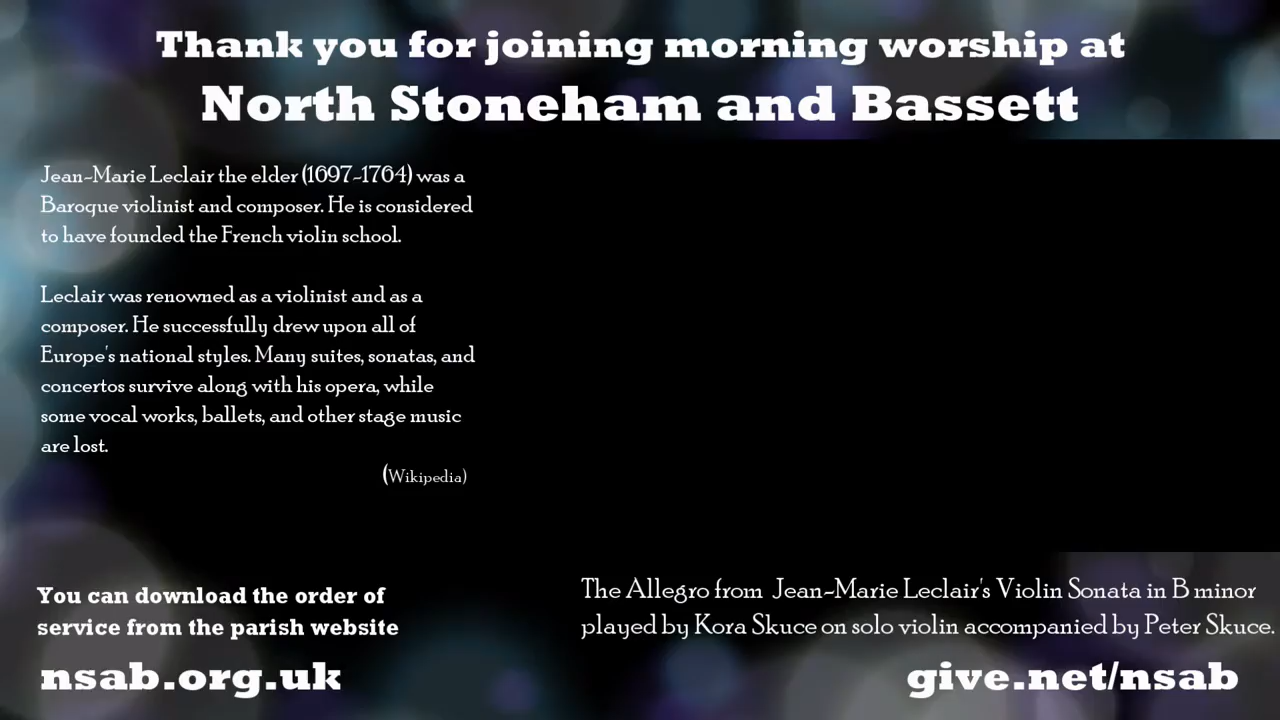 Thank you for joining morning worship at
North Stoneham and Bassett
Jean-Marie Leclair the elder (1697-1764) was a
Baroque violinist and composer. He is considered
to have founded the French violin school.
Leclair was renowned as a violinist and as a
composer. He successfully drew upon all of
Europe's national styles. Many suites, sonatas, and
concertos survive along with his opera, while
some vocal works, ballets, and other stage music
are lost.
(Wikipedia)
You can download the order of
service from the parish website
nsab.org.uk
The Allegro from Jean-Marie Leclair's Violin Sonata in B minor
played by Kora Skuce on solo violin accompanied by Peter Skuce.
give.net/nsab